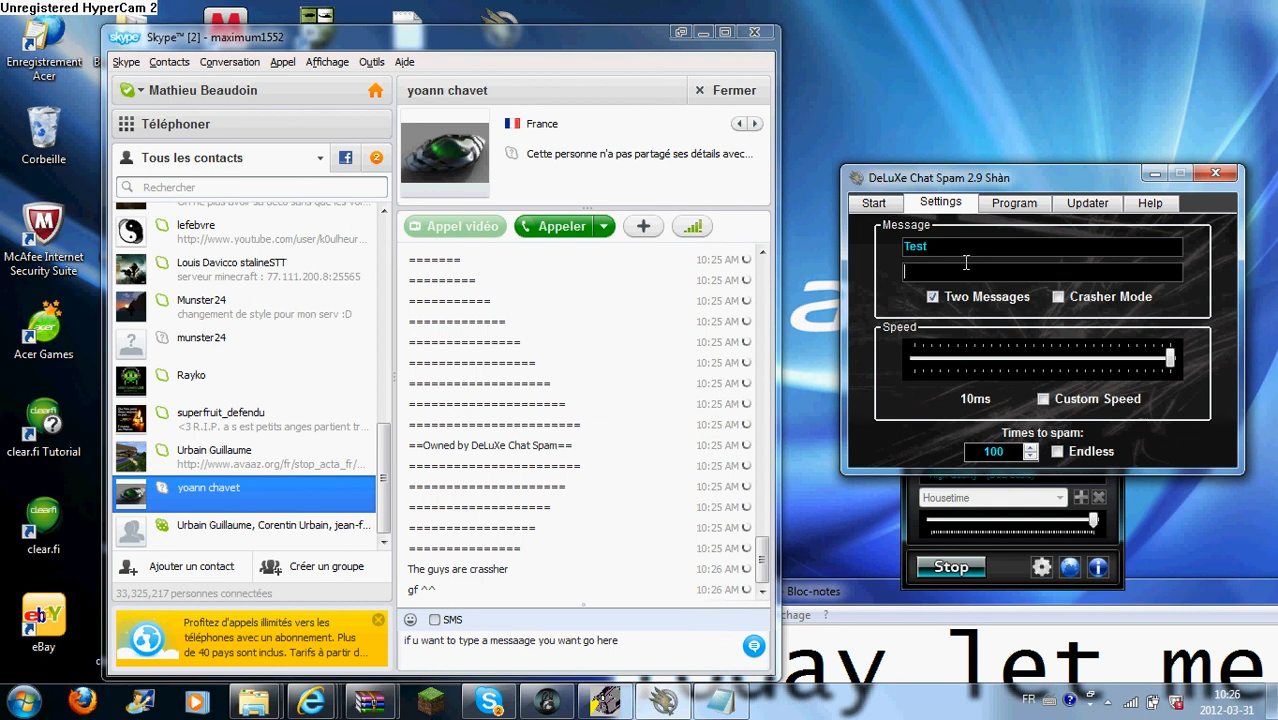 Unregistered HyperCam 2
Enregistrement
Acer
Corbeille
McAfee Internet
Security Suite
Acer Games
clear.fi Tutorial
clear.fi
eBay
Skype™ [2] - maximum1552
Skype Contacts Conversation Appel Affichage Outils Aide
Mathieu Beaudoin
Téléphoner
Tous les contacts
2
Rechercher
lefebvre
http://www.youtube.com/user/k0ulheur...
Louis Davicco stalineSTT
serveur minecraft : 77.111.200.8:25565
Munster24
changement de style pour mon serv :D
munster24
Rayko
superfruit_defendu
<3 R.I.P. a s est petits anges partient tr...
Urbain Guillaume
http://www.avaaz.org/fr/stop_acta_fr/...
yoann chavet
Urbain Guillaume, Corentin Urbain, jean-f...
Ajouter un contact
Créer un groupe
33,325,217 personnes connectées
Profitez d'appels illimités vers les
téléphones avec un abonnement. Plus
de 40 pays sont inclus. Tarifs à partir d...
yoann chavet
Fermer
France
Cette personne n'a pas partagé ses détails avec...
Appel vidéo
Appeler
======= 10:25 AM
========= 10:25 AM
=========== 10:25 AM
============= 10:25 AM
=============== 10:25 AM
================= 10:25 AM
=================== 10:25 AM
===================== 10:25 AM
======================= 10:25 AM
==Owned by DeLuXe Chat Spam== 10:25 AM
======================= 10:25 AM
===================== 10:25 AM
=================== 10:25 AM
================= 10:25 AM
=============== 10:25 AM
The guys are crassher 10:26 AM
gf ^^ 10:26 AM
SMS
if u want to type a messaage you want go here
DeLuXe Chat Spam 2.9 Shàn
Start Settings Program Updater Help
Message
Test
Two Messages
Crasher Mode
Speed
10ms
Custom Speed
Times to spam:
100
Endless
Housetime
Stop
Bloc-notes
chage ?
let me
FR
10:26
2012-03-31